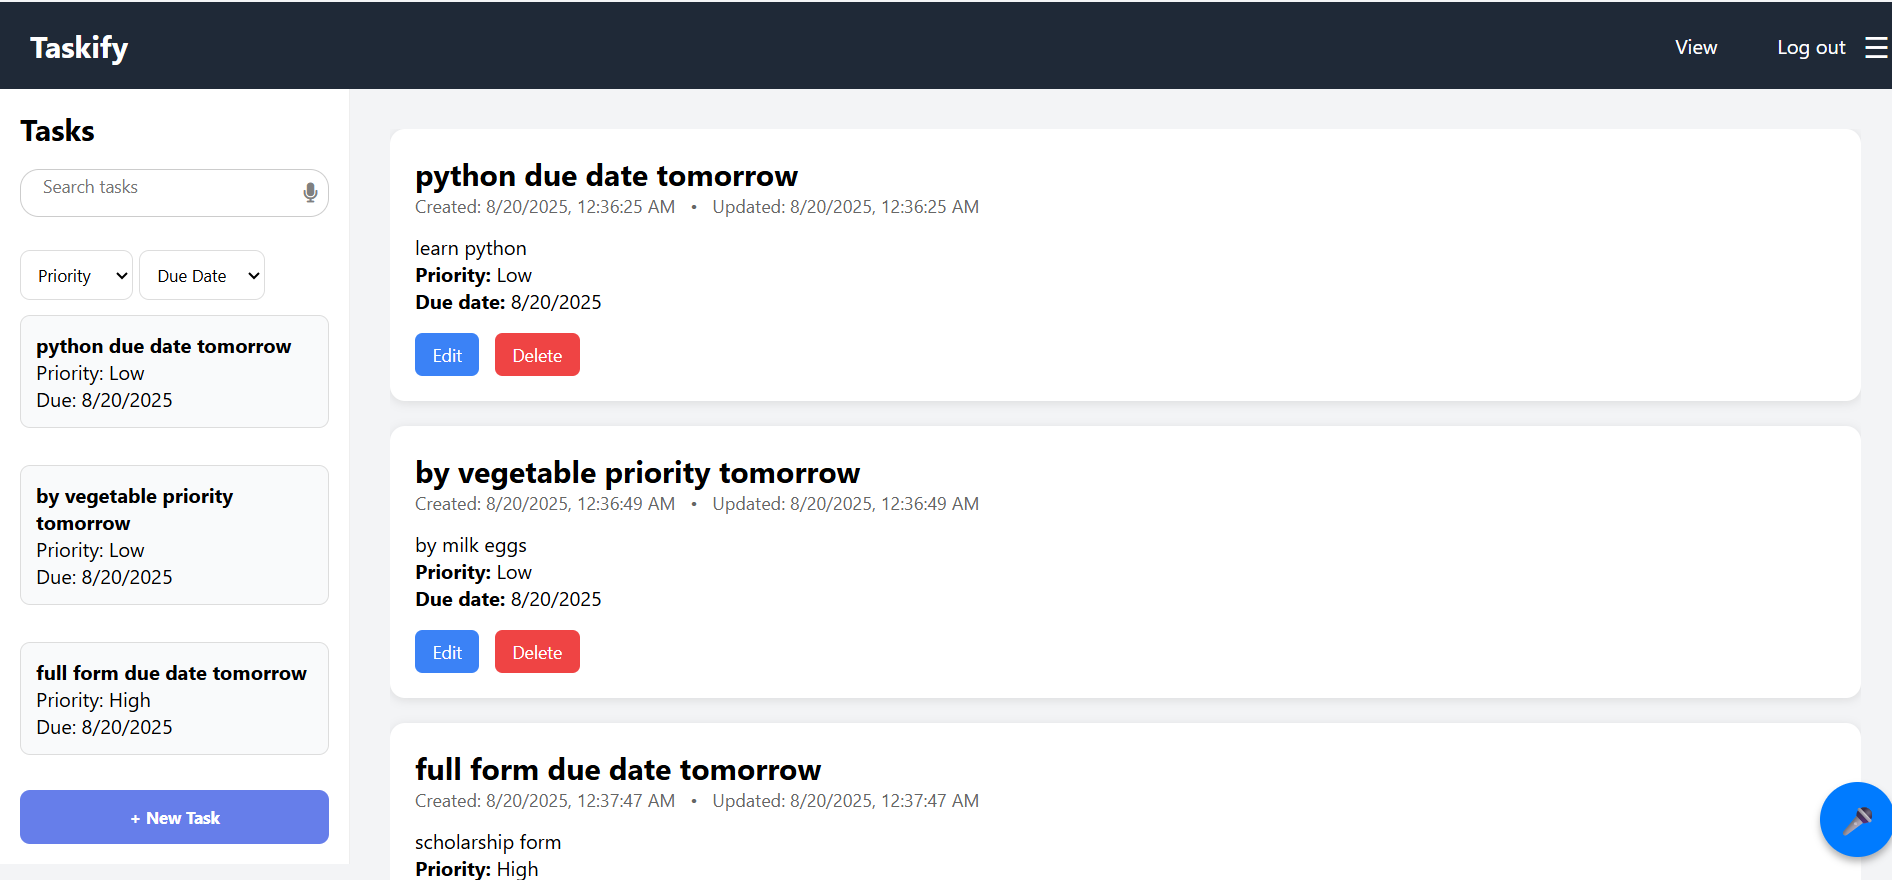 Taskify
View
Log out
Tasks
Search tasks
Priority
Due Date
python due date tomorrow
Priority: Low
Due: 8/20/2025
by vegetable priority
tomorrow
Priority: Low
Due: 8/20/2025
full form due date tomorrow
Priority: High
Due: 8/20/2025
+ New Task
python due date tomorrow
Created: 8/20/2025, 12:36:25 AM • Updated: 8/20/2025, 12:36:25 AM
learn python
Priority: Low
Due date: 8/20/2025
Edit
Delete
by vegetable priority tomorrow
Created: 8/20/2025, 12:36:49 AM • Updated: 8/20/2025, 12:36:49 AM
by milk eggs
Priority: Low
Due date: 8/20/2025
Edit
Delete
full form due date tomorrow
Created: 8/20/2025, 12:37:47 AM • Updated: 8/20/2025, 12:37:47 AM
scholarship form
Priority: High